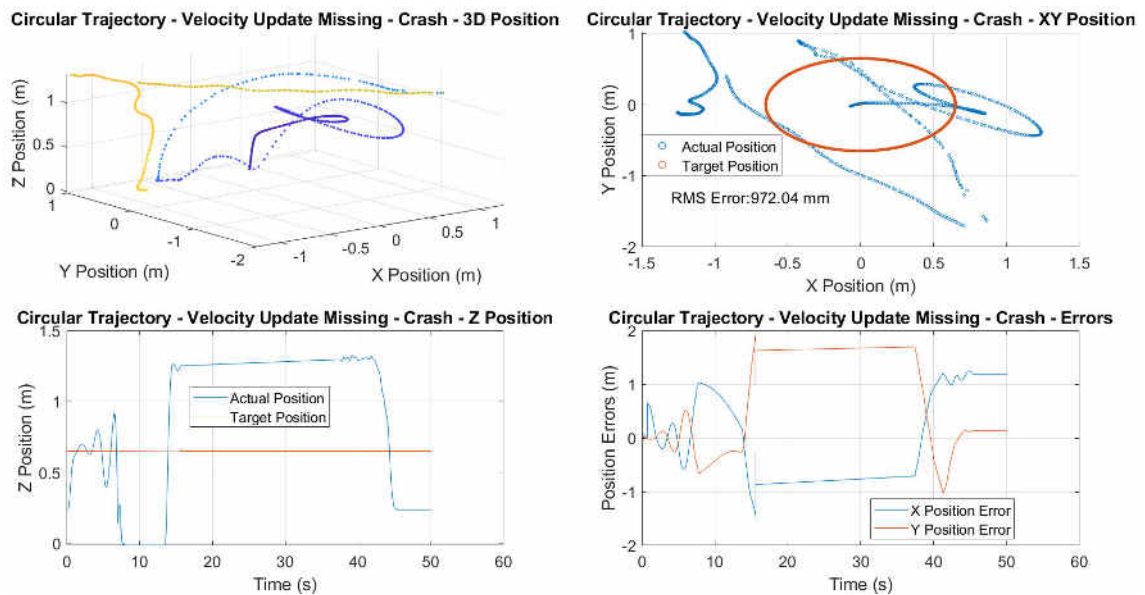 Circular Trajectory - Velocity Update Missing - Crash - 3D Position
Z Position (m)
1
0.5
0
1
0
-1
-2
Y Position (m)
-1
-0.5
0
0.5
1
X Position (m)
Circular Trajectory - Velocity Update Missing - Crash - XY Position
Y Position (m)
1
0
-1
-2
Actual Position
Target Position
RMS Error:972.04 mm
-1.5
-1
-0.5
0
0.5
1
1.5
X Position (m)
Circular Trajectory - Velocity Update Missing - Crash - Z Position
Z Position (m)
1.5
1
0.5
0
Actual Position
Target Position
0
10
20
30
40
50
60
Time (s)
Circular Trajectory - Velocity Update Missing - Crash - Errors
Position Errors (m)
2
1
0
-1
-2
X Position Error
Y Position Error
0
10
20
30
40
50
60
Time (s)